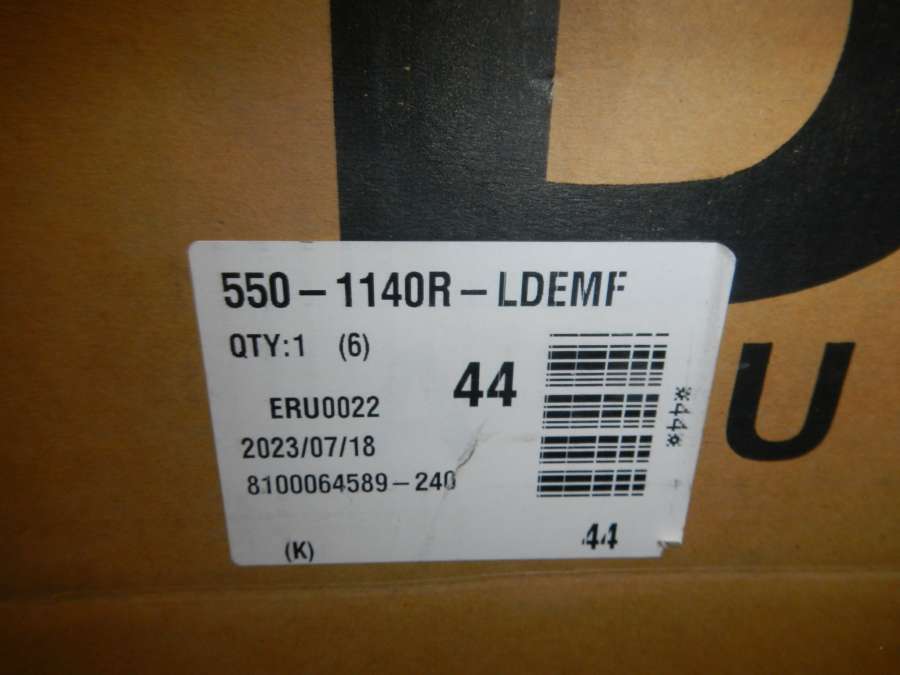 D
U
550-1140R-LDEMF
QTY:1 (6)
44
ERU0022
*44*
2023/07/18
8100064589-240
(K)
44